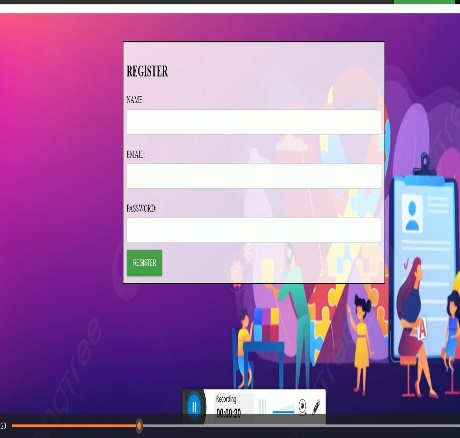 REGISTER
NAME:
EMAIL:
PASSWORD:
REGISTER
A
Recording...
00:00:20